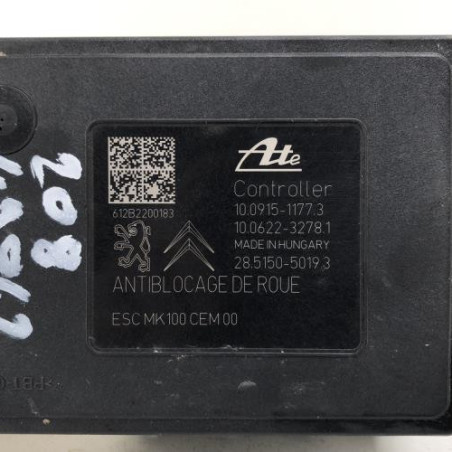 Ate
Controller
10.0915-1177.3
10.0622-3278.1
MADE IN HUNGARY
28.5150-5019.3
612B2200183
ANTIBLOCAGE DE ROUE
ESC MK100 CEM 00
208